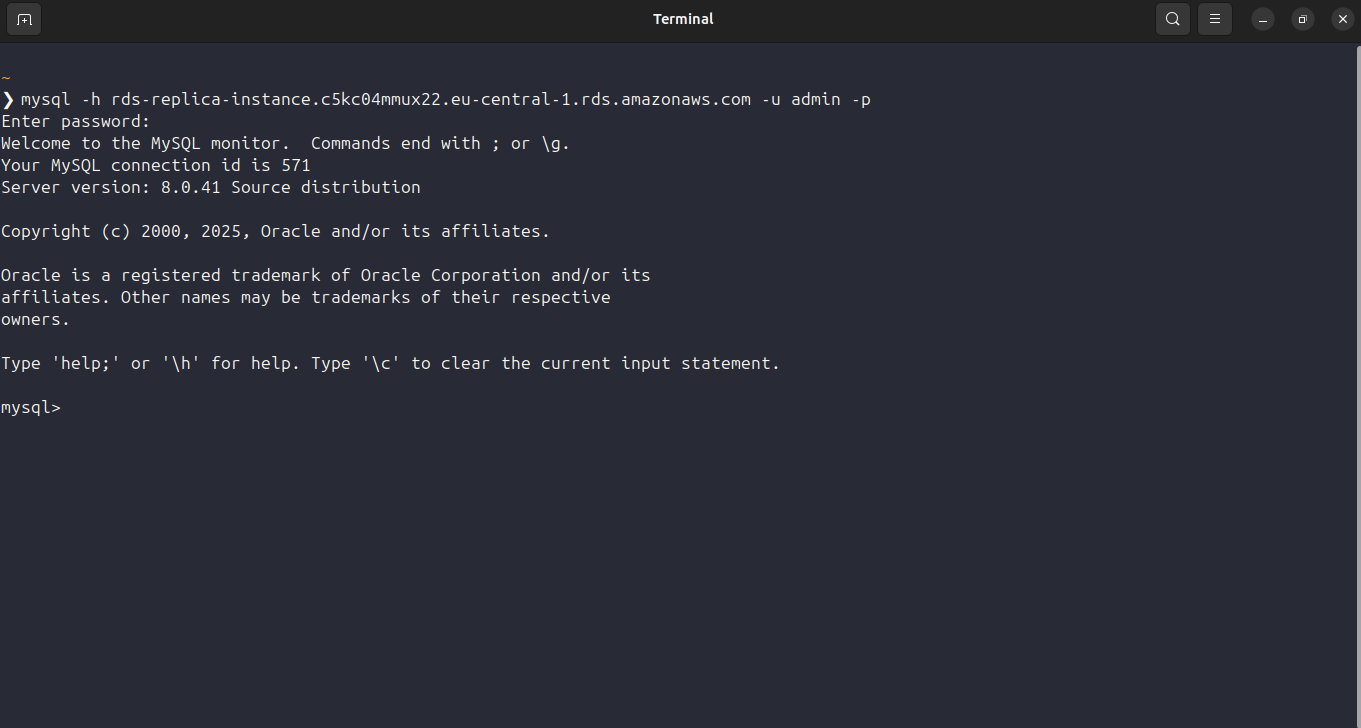 Terminal
~
❯ mysql -h rds-replica-instance.c5kc04mmux22.eu-central-1.rds.amazonaws.com -u admin -p
Enter password:
Welcome to the MySQL monitor.  Commands end with ; or \g.
Your MySQL connection id is 571
Server version: 8.0.41 Source distribution
Copyright (c) 2000, 2025, Oracle and/or its affiliates.
Oracle is a registered trademark of Oracle Corporation and/or its
affiliates. Other names may be trademarks of their respective
owners.
Type 'help;' or '\h' for help. Type '\c' to clear the current input statement.
mysql>